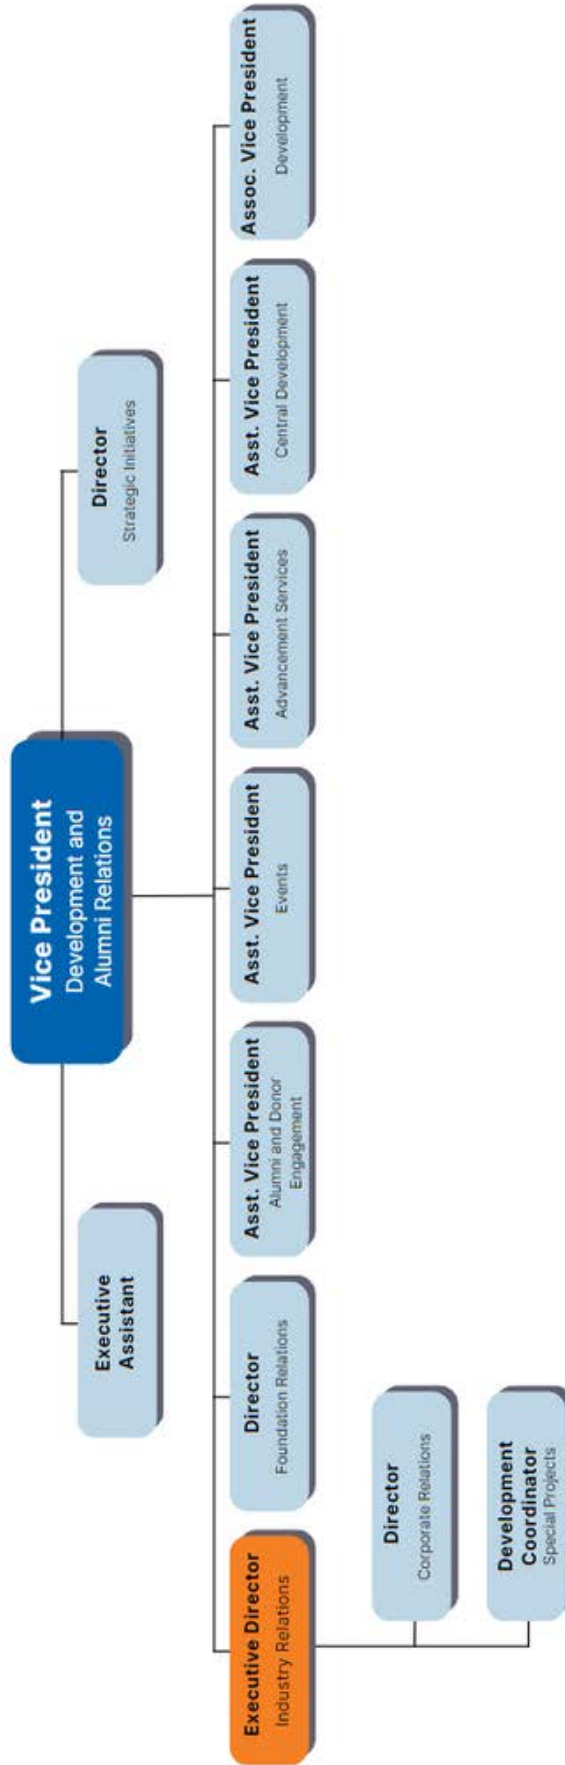 Vice President
Development and
Alumni Relations
Executive
Assistant
Director
Strategic Initiatives
Executive Director
Industry Relations
Director
Foundation Relations
Asst. Vice President
Alumni and Donor
Engagement
Asst. Vice President
Events
Asst. Vice President
Advancement Services
Asst. Vice President
Central Development
Assoc. Vice President
Development
Director
Corporate Relations
Development
Coordinator
Special Projects